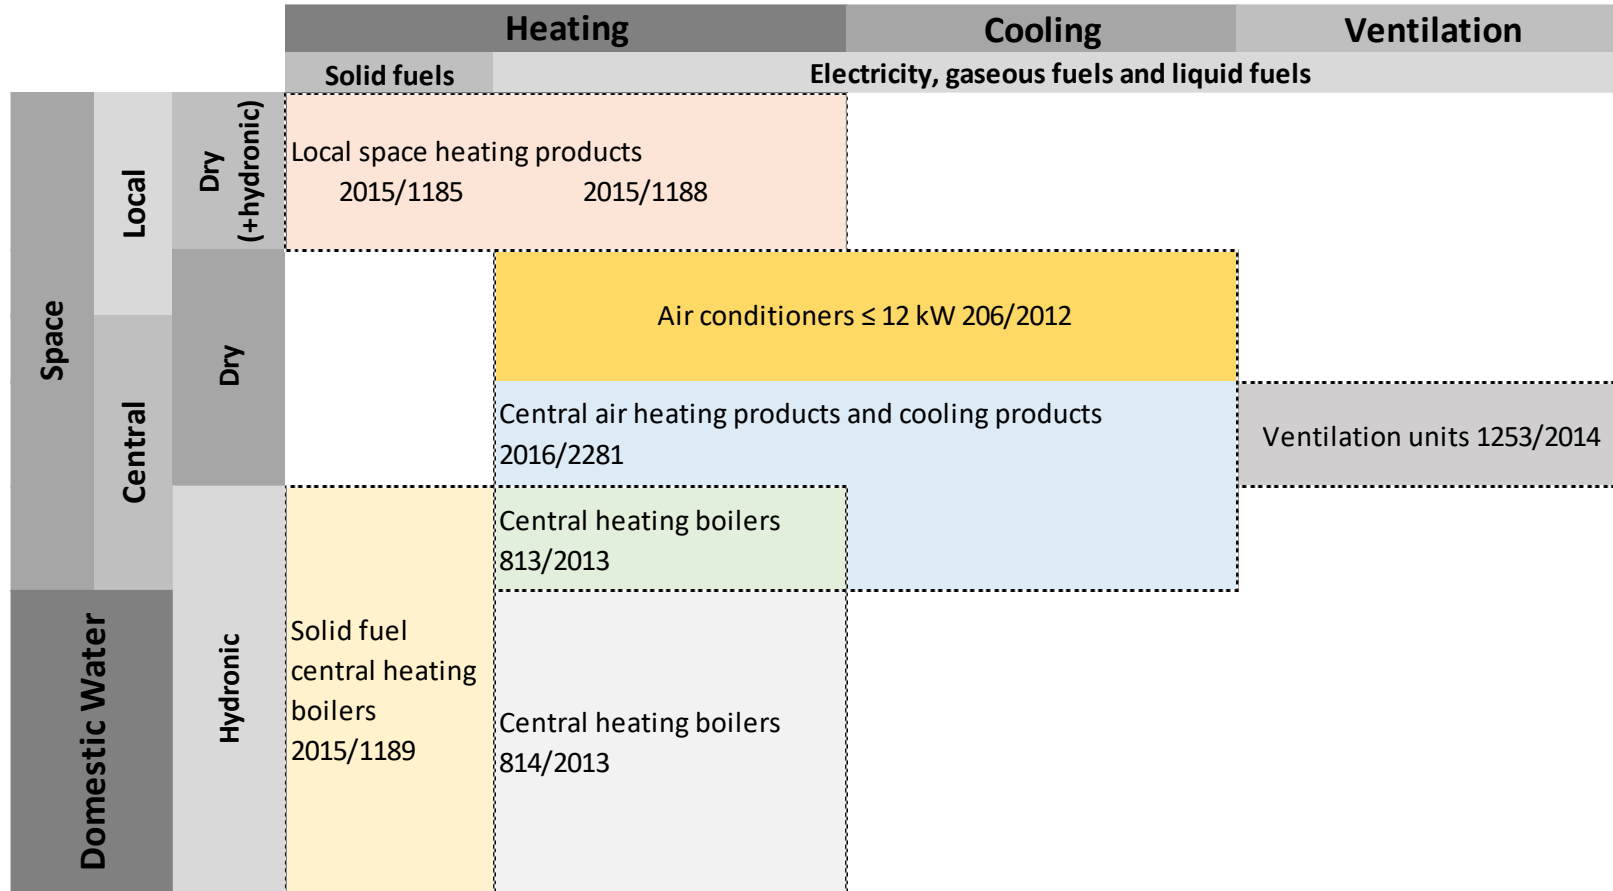 Heating
Cooling
Ventilation
Solid fuels
Electricity, gaseous fuels and liquid fuels
Space
Local
Dry
(+hydronic)
Local space heating products
2015/1185 2015/1188
Dry
Air conditioners ≤ 12 kW 206/2012
Central
Central air heating products and cooling products
2016/2281
Ventilation units 1253/2014
Central heating boilers
813/2013
Domestic Water
Hydronic
Solid fuel
central heating
boilers
2015/1189
Central heating boilers
814/2013